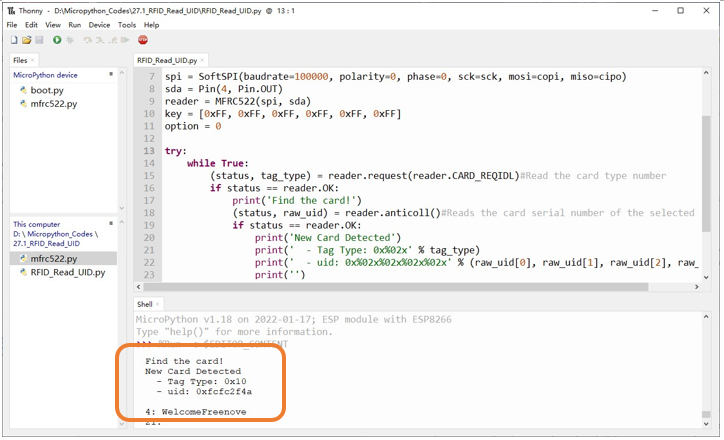 Thonny - D:\Micropython_Codes\27.1_RFID_Read_UID\RFID_Read_UID.py @ 13 : 1
File Edit View Run Device Tools Help
STOP
Files
MicroPython device
boot.py
mfrc522.py
This computer
D: \ Micropython_Codes \
27.1_RFID_Read_UID
mfrc522.py
RFID_Read_UID.py
RFID_Read_UID.py
7 spi = SoftSPI(baudrate=100000, polarity=0, phase=0, sck=sck, mosi=copi, miso=cipo)
8 sda = Pin(4, Pin.OUT)
9 reader = MFRC522(spi, sda)
10 key = [0xFF, 0xFF, 0xFF, 0xFF, 0xFF, 0xFF]
11 option = 0
12
13 try:
14 while True:
15 (status, tag_type) = reader.request(reader.CARD_REQIDL)#Read the card type number
16 if status == reader.OK:
17 print('Find the card!')
18 (status, raw_uid) = reader.anticoll()#Reads the card serial number of the selected
19 if status == reader.OK:
20 print('New Card Detected')
21 print('  - Tag Type: 0x%02x' % tag_type)
22 print('  - uid: 0x%02x%02x%02x%02x' % (raw_uid[0], raw_uid[1], raw_uid[2], raw_
23 print('')
Shell
MicroPython v1.18 on 2022-01-17; ESP module with ESP8266
Type "help()" for more information.
>>> %Run -c $EDITOR_CONTENT
Find the card!
New Card Detected
- Tag Type: 0x10
- uid: 0xfcfc2f4a
4: WelcomeFreenove